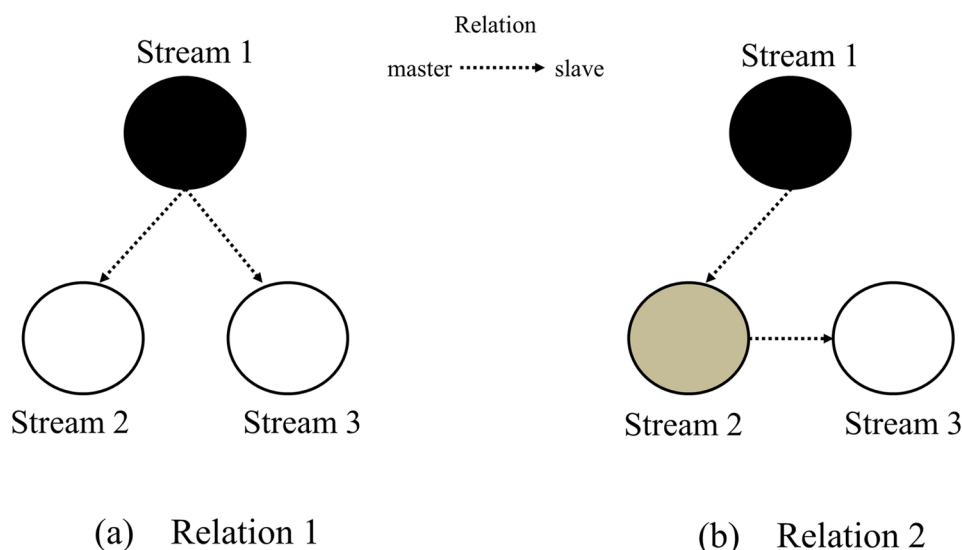 Relation
master slave
Stream 1
Stream 2
Stream 3
(a) Relation 1
Stream 1
Stream 2
Stream 3
(b) Relation 2